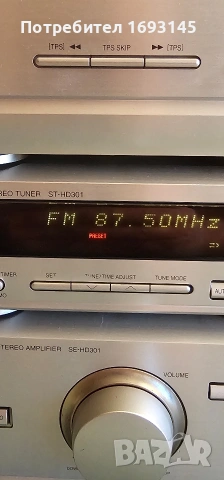 Потребител 1693145
[TPS] ◀◀ TPS SKIP ▶▶ [TPS]
REO TUNER ST-HD301
FM 87.50MHz
PRESET
TIMER SET TUNE/TIME ADJUST TUNE MODE
AUT
STEREO AMPLIFIER SE-HD301
VOLUME
BAZAR